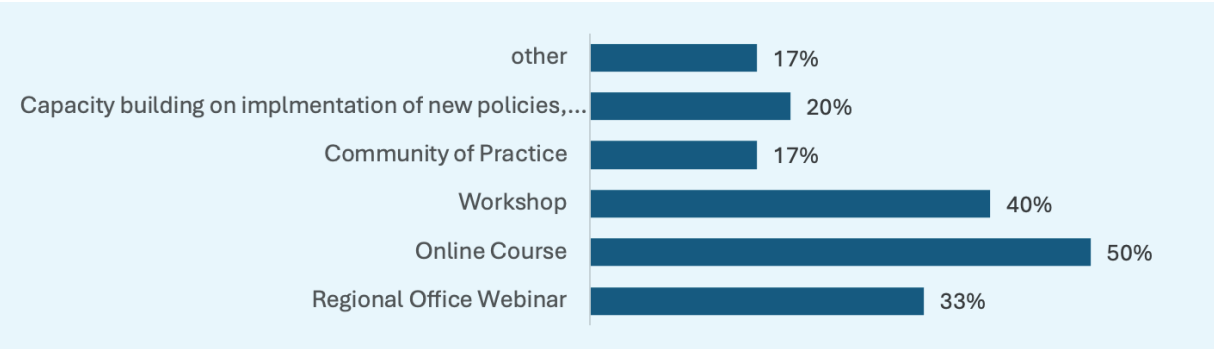 other 17%
Capacity building on implmentation of new policies,... 20%
Community of Practice 17%
Workshop 40%
Online Course 50%
Regional Office Webinar 33%